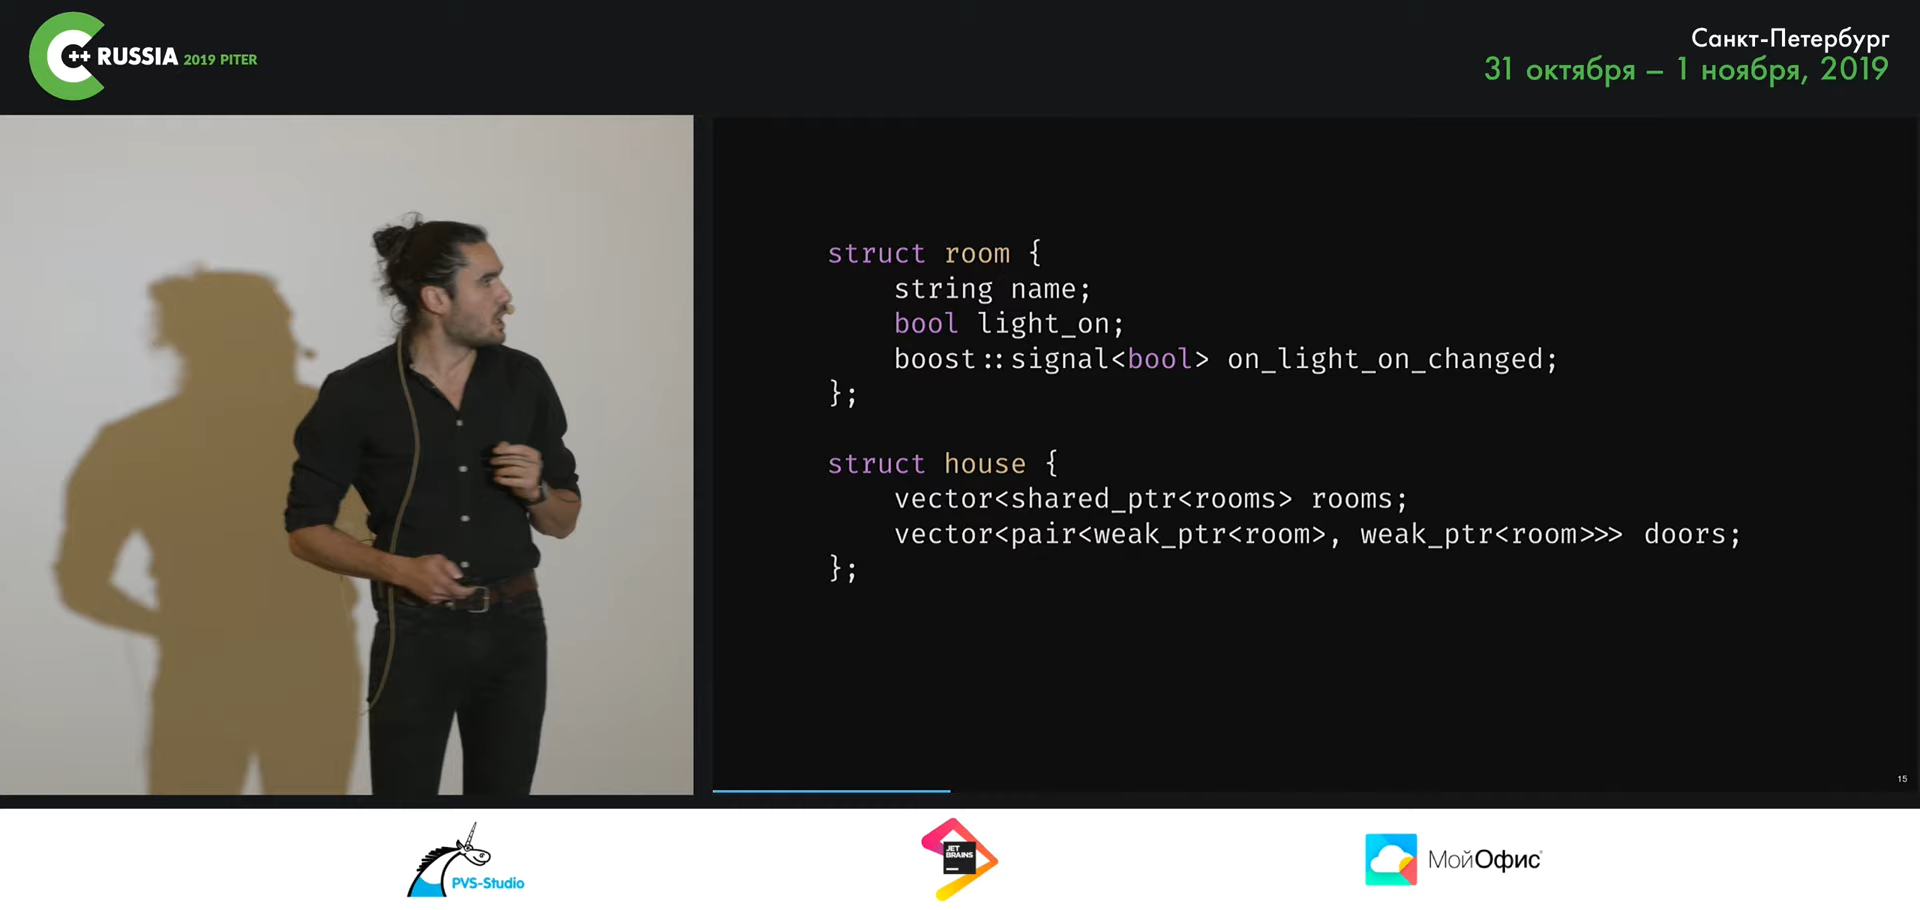 C++ RUSSIA 2019 PITER
Санкт-Петербург
31 октября – 1 ноября, 2019
struct room {
string name;
bool light_on;
boost::signal<bool> on_light_on_changed;
};
struct house {
vector<shared_ptr<rooms> rooms;
vector<pair<weak_ptr<room>, weak_ptr<room>>> doors;
};
15
PVS-Studio
JET
BRAINS
МойОфис